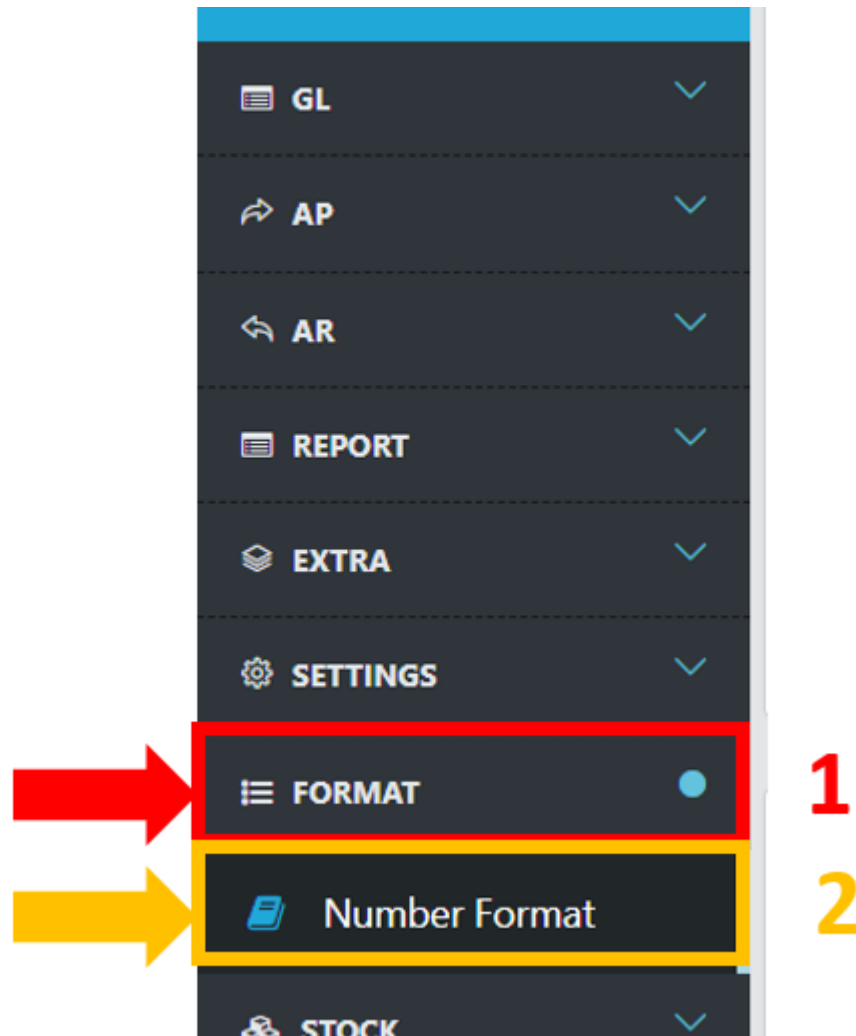 GL
AP
AR
REPORT
EXTRA
SETTINGS
FORMAT 1
Number Format 2
STOCK